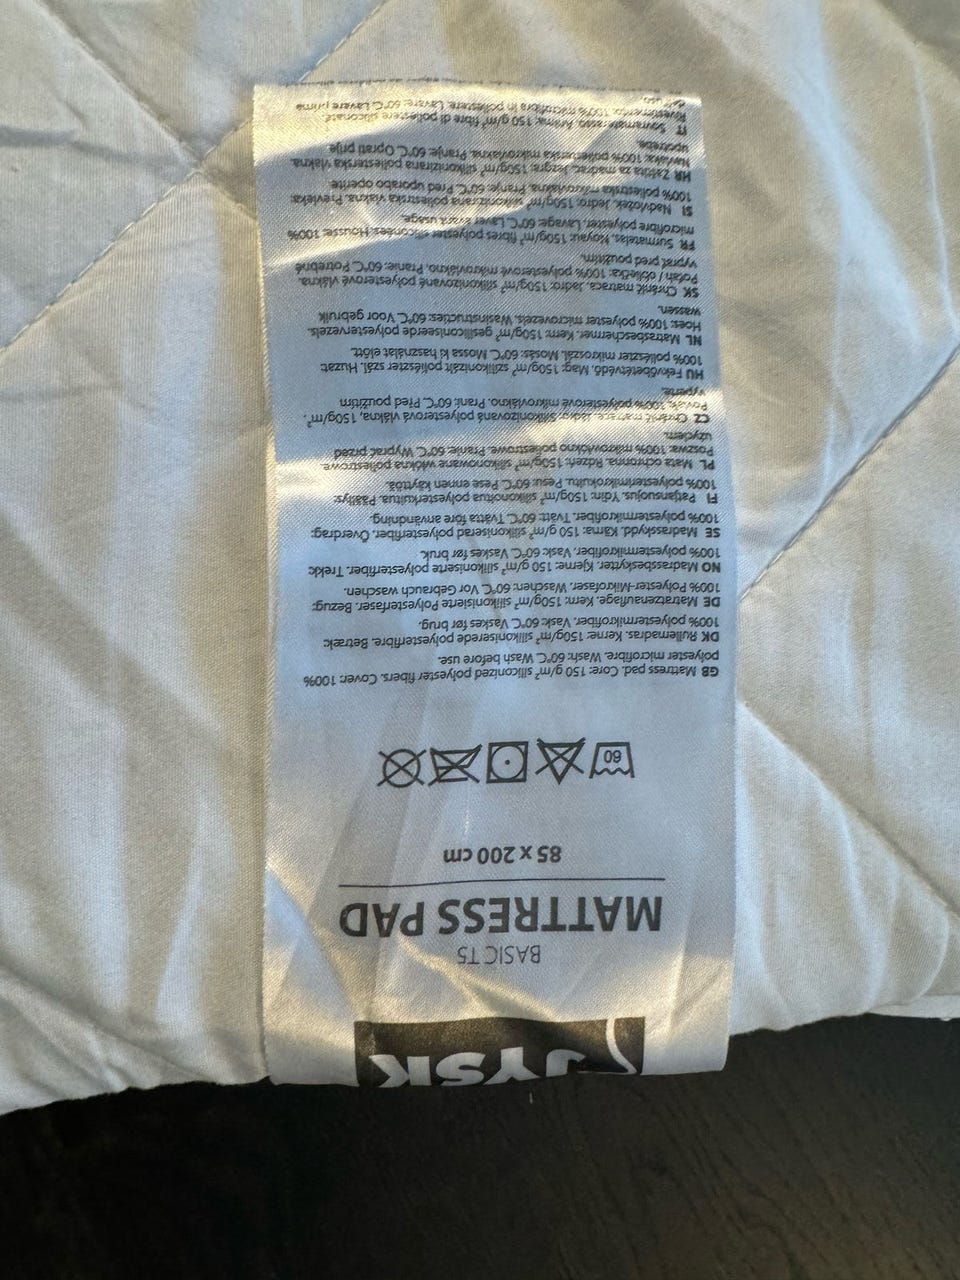 JYSK
BASIC T5
MATTRESS PAD
85 x 200 cm
60
GB Mattress pad. Core: 150 g/m² siliconized polyester fibers. Cover: 100%
polyester microfibre. Wash: 60°C. Wash before use.
DK Rullemadras. Kerne: 150g/m² silikoniserede polyesterfibre. Betræk:
100% polyestermikrofiber. Vask: 60°C. Vaskes før brug.
DE Matratzenauflage. Kern: 150g/m² silikonisierte Polyesterfaser. Bezug:
100% Polyester-Mikrofaser. Waschen: 60°C. Vor Gebrauch waschen.
NO Madrassbeskytter. Kjerne: 150 g/m² silikoniserte polyesterfiber. Trekk:
100% polyestermikrofiber. Vask: 60°C. Vaskes før bruk.
SE Madrasskydd. Kärna: 150 g/m² silikoniserad polyesterfiber. Överdrag:
100% polyestermikrofiber. Tvätt: 60°C. Tvätta före användning.
FI Patjansuojus. Ydin: 150g/m² silikonoitua polyesterkuitua. Päällys:
100% polyesterimikrokuitu. Pesu: 60°C. Pese ennen käyttöä.
PL Mata ochronna. Rdzeń: 150g/m² silikonowane włókna poliestrowe.
Poszwa: 100% mikrowłókno poliestrowe. Pranie: 60°C. Wyprać przed
użyciem.
CZ Chránič matrace. Jádro: Silikonizovaná polyesterová vlákna, 150g/m².
Povlak: 100% polyesterové mikrovlákno. Praní: 60°C. Před použitím
vyperte.
HU Fekvőbetétvédő. Mag: 150g/m² szilikonizált poliészter szál. Huzat:
100% poliészter mikroszál. Mosás: 60°C. Mossa ki használat előtt.
NL Matrasbeschermer. Kern: 150g/m² gesiliconiseerde polyestervezels.
Hoes: 100% polyester microvezels. Wasinstructies: 60°C. Voor gebruik
wassen.
SK Chránič matraca. Jadro: 150g/m² silikonizované polyesterové vlákna.
Poťah / obliečka: 100% polyesterové mikrovlákno. Pranie: 60°C. Potrebné
vyprať pred použitím.
FR Surmatelas. Noyau: 150g/m² fibres polyester siliconées. Housse: 100%
microfibre polyester. Lavage: 60°C. Laver avant usage.
SI Nadvložek. Jedro: 150g/m² silikonizirana poliestrska vlakna. Prevleka:
100% poliestrska mikrovlakna. Pranje: 60°C. Pred uporabo operite.
HR Zaštita za madrac. Jezgra: 150g/m² silikonizirana poliesterska vlakna.
Navlaka: 100% poliesterska mikrovlakna. Pranje: 60°C. Oprati prije
upotrebe.
IT Sovramaterasso. Anima: 150 g/m² fibre di poliestere siliconate.
Rivestimento: 100% microfibra in poliestere. Lavare: 60°C. Lavare prima
dell'uso.